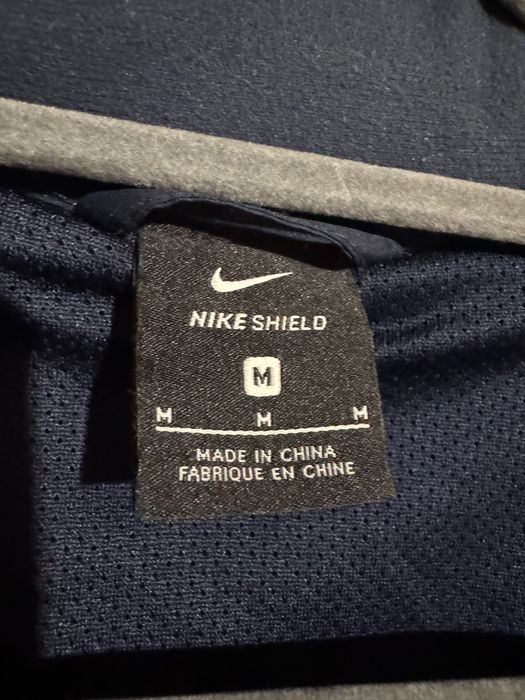 NIKE SHIELD
M
M M M
MADE IN CHINA
FABRIQUE EN CHINE